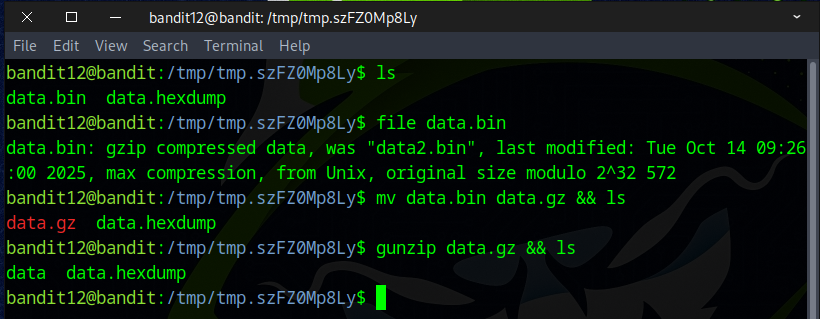 bandit12@bandit: /tmp/tmp.szFZ0Mp8Ly
File Edit View Search Terminal Help
bandit12@bandit:/tmp/tmp.szFZ0Mp8Ly$ ls
data.bin  data.hexdump
bandit12@bandit:/tmp/tmp.szFZ0Mp8Ly$ file data.bin
data.bin: gzip compressed data, was "data2.bin", last modified: Tue Oct 14 09:26
:00 2025, max compression, from Unix, original size modulo 2^32 572
bandit12@bandit:/tmp/tmp.szFZ0Mp8Ly$ mv data.bin data.gz && ls
data.gz  data.hexdump
bandit12@bandit:/tmp/tmp.szFZ0Mp8Ly$ gunzip data.gz && ls
data  data.hexdump
bandit12@bandit:/tmp/tmp.szFZ0Mp8Ly$